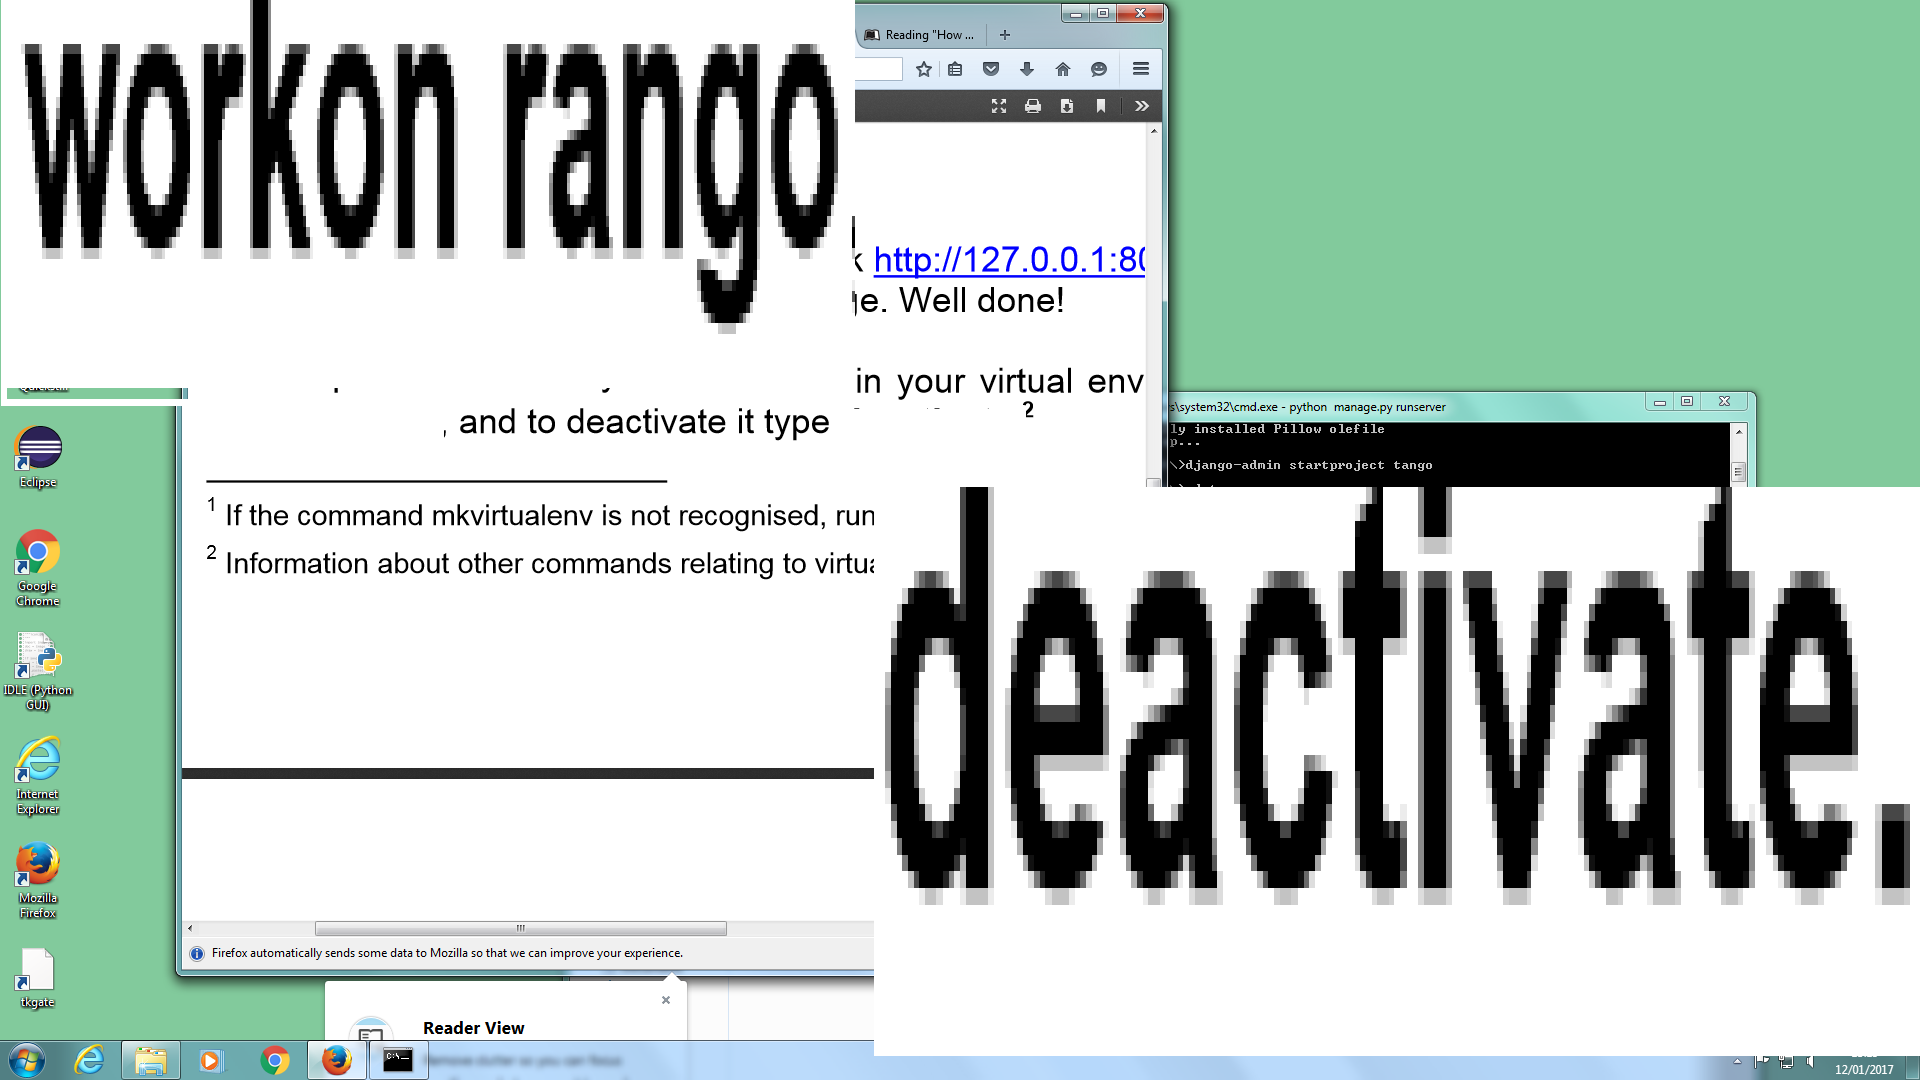 workon rango
Reading "How ...
k http://127.0.0.1:80
ge. Well done!
in your virtual env
2
, and to deactivate it type
s\system32\cmd.exe - python manage.py runserver
ly installed Pillow olefile
p---
\>django-admin startproject tango
1 If the command mkvirtualenv is not recognised, run
2 Information about other commands relating to virtua
deactivate.
Eclipse
Google
Chrome
IDLE (Python
GUI)
Internet
Explorer
Mozilla
Firefox
tkgate
Firefox automatically sends some data to Mozilla so that we can improve your experience.
Reader View
12/01/2017